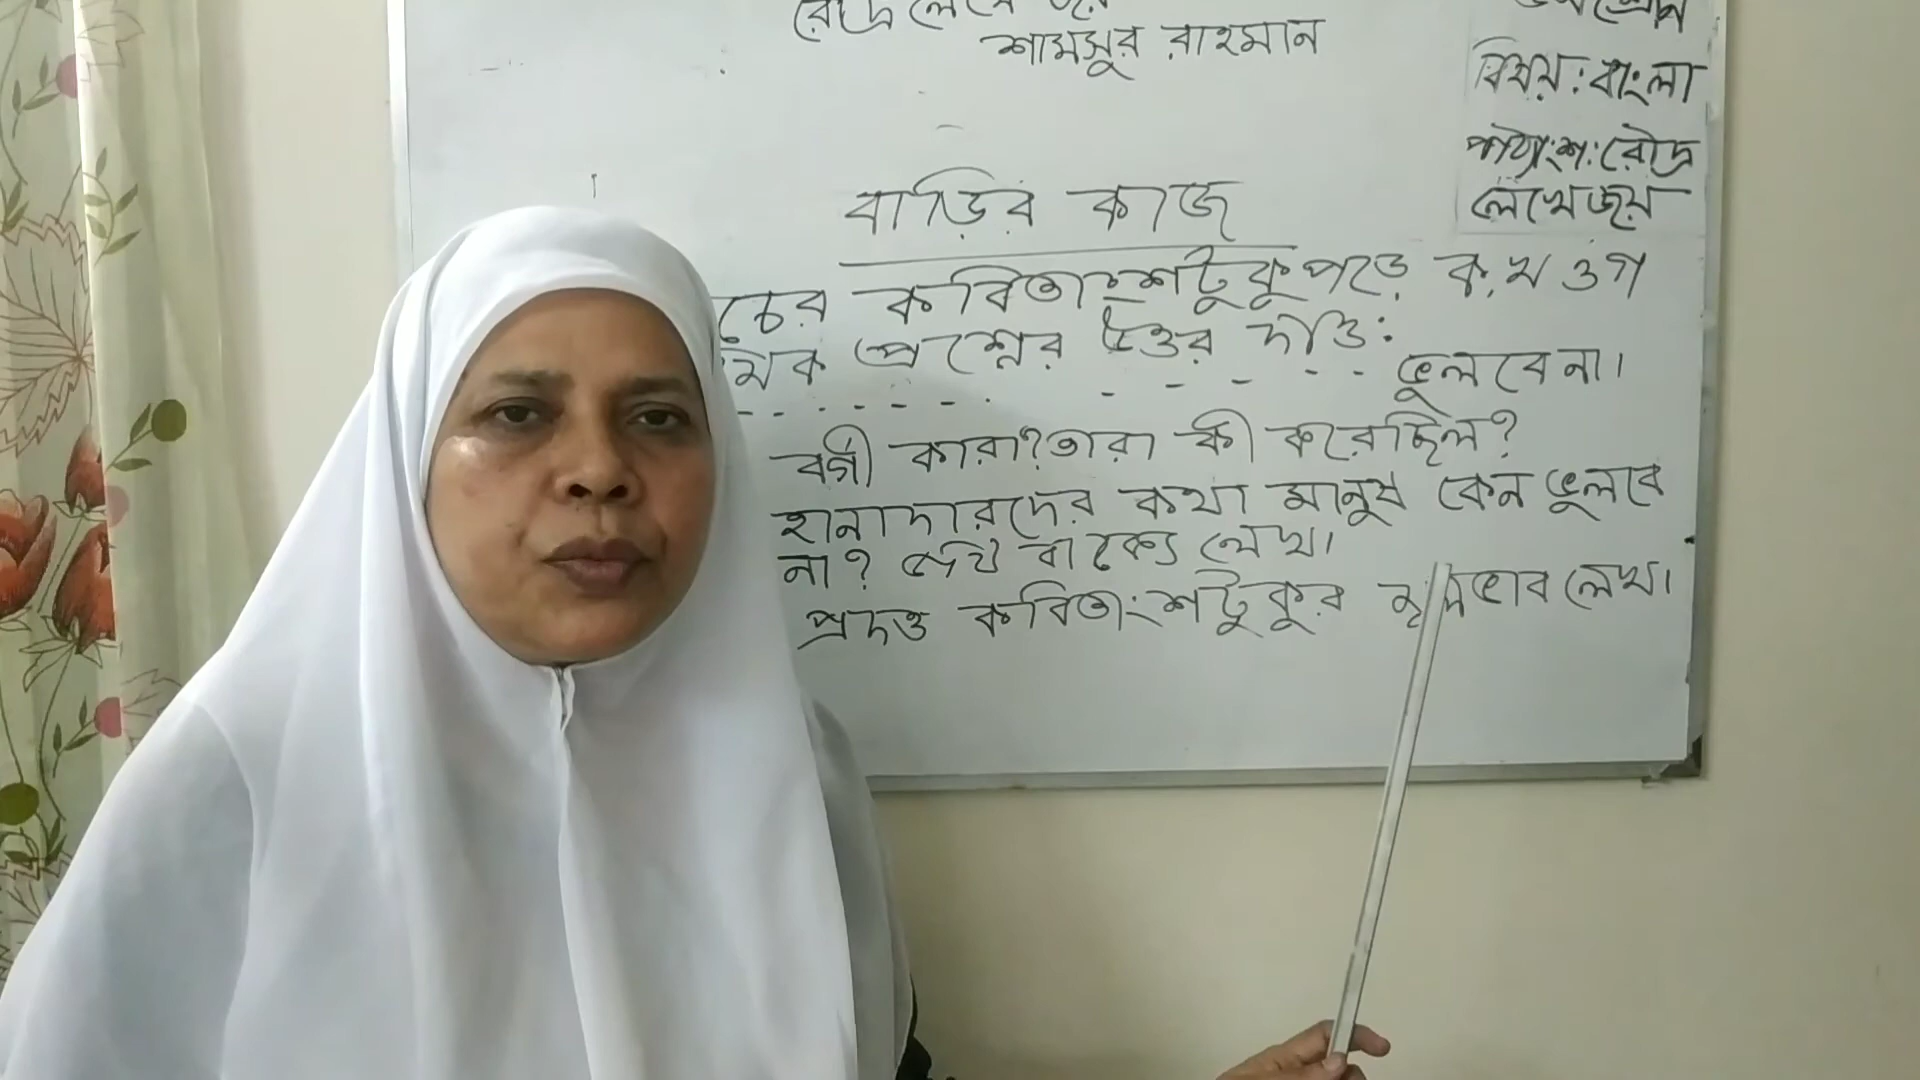 রৌদ্র লেখে জয়
শামসুর রাহমান
বিষয়: বাংলা
পাঠ্যাংশ: রৌদ্র
লেখে জয়
বাড়ির কাজ
চের কবিতাংশটুকু পড়ে ক, খ ও গ
মিক প্রশ্নের উত্তর দাও:
- - - - - - - - - - - ভুলবে না।
বর্গী কারা? তারা কী করেছিল?
হানাদারদের কথা মানুষ কেন ভুলবে
না? বাক্যে লেখ।
প্রদত্ত কবিতাংশটুকুর মূলভাব লেখ।